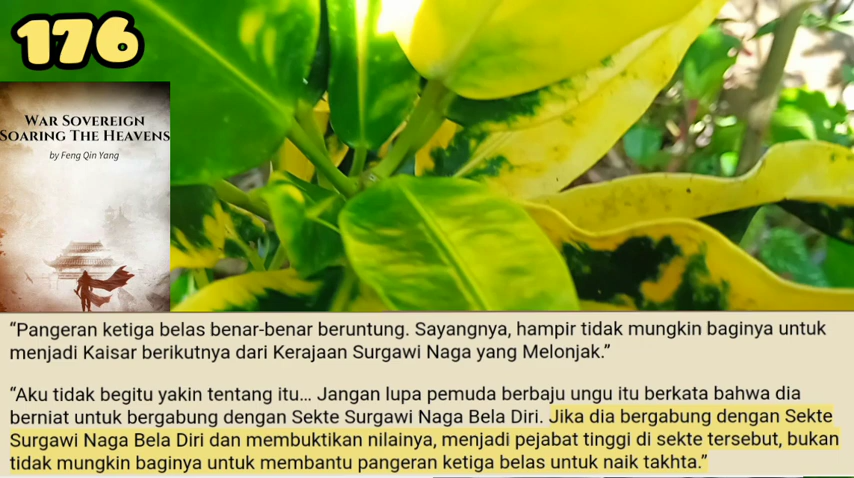 176
WAR SOVEREIGN
SOARING THE HEAVENS
by Feng Qin Yang
“Pangeran ketiga belas benar-benar beruntung. Sayangnya, hampir tidak mungkin baginya untuk
menjadi Kaisar berikutnya dari Kerajaan Surgawi Naga yang Melonjak.”
“Aku tidak begitu yakin tentang itu… Jangan lupa pemuda berbaju ungu itu berkata bahwa dia
berniat untuk bergabung dengan Sekte Surgawi Naga Bela Diri. Jika dia bergabung dengan Sekte
Surgawi Naga Bela Diri dan membuktikan nilainya, menjadi pejabat tinggi di sekte tersebut, bukan
tidak mungkin baginya untuk membantu pangeran ketiga belas untuk naik takhta.”